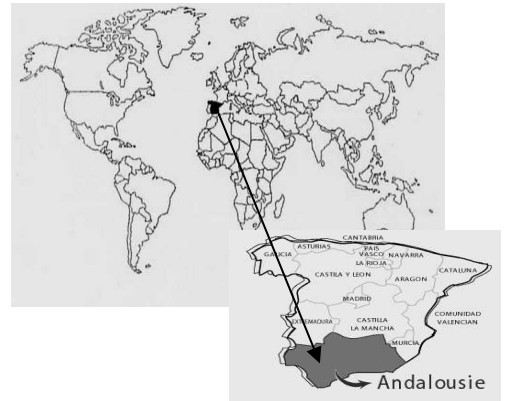 CANTABRIA
ASTURIAS
PAIS
VASCO
NAVARRA
GALICIA
LA RIOJA
CATALUNA
CASTILA Y LEON
ARAGON
MADRID
COMUNIDAD
VALENCIAN
EXTREMADURA
CASTILLA
LA MANCHA
MURCIA
Andalousie